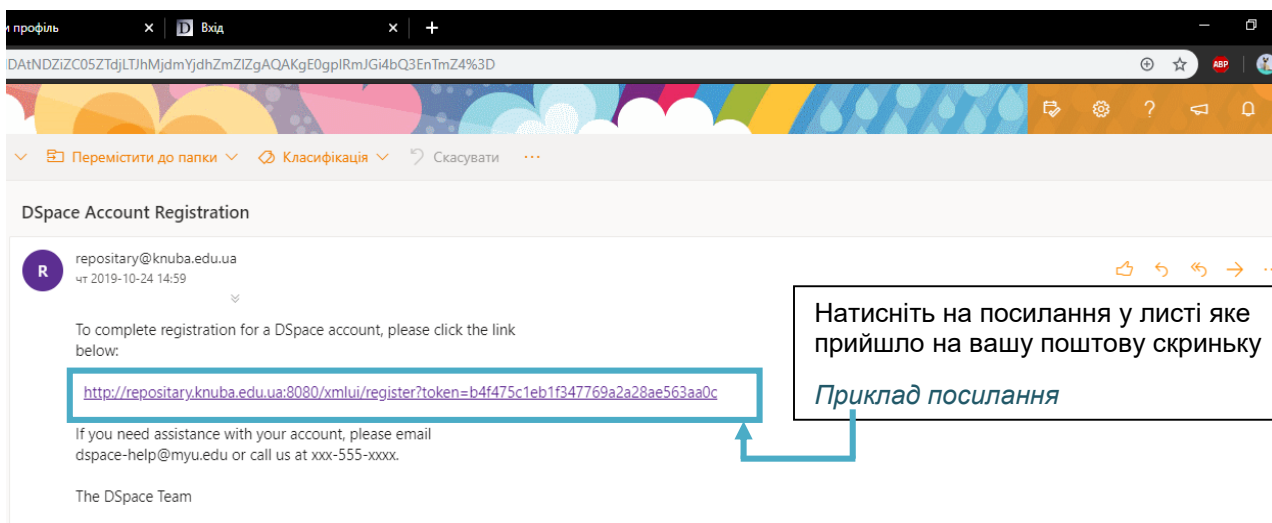 и профіль
Вхід
DAtNDZiZC05ZTdjLTJhMjdmYjdhZmZlZgAQAKgE0gplRmJGi4bQ3EnTmZ4%3D
ABP
Перемістити до папки
Класифікація
Скасувати
DSpace Account Registration
R
repositary@knuba.edu.ua
чт 2019-10-24 14:59
To complete registration for a DSpace account, please click the link
below:
http://repositary.knuba.edu.ua:8080/xmlui/register?token=b4f475c1eb1f347769a2a28ae563aa0c
If you need assistance with your account, please email
dspace-help@myu.edu or call us at xxx-555-xxxx.
The DSpace Team
Натисніть на посилання у листі яке
прийшло на вашу поштову скриньку
Приклад посилання